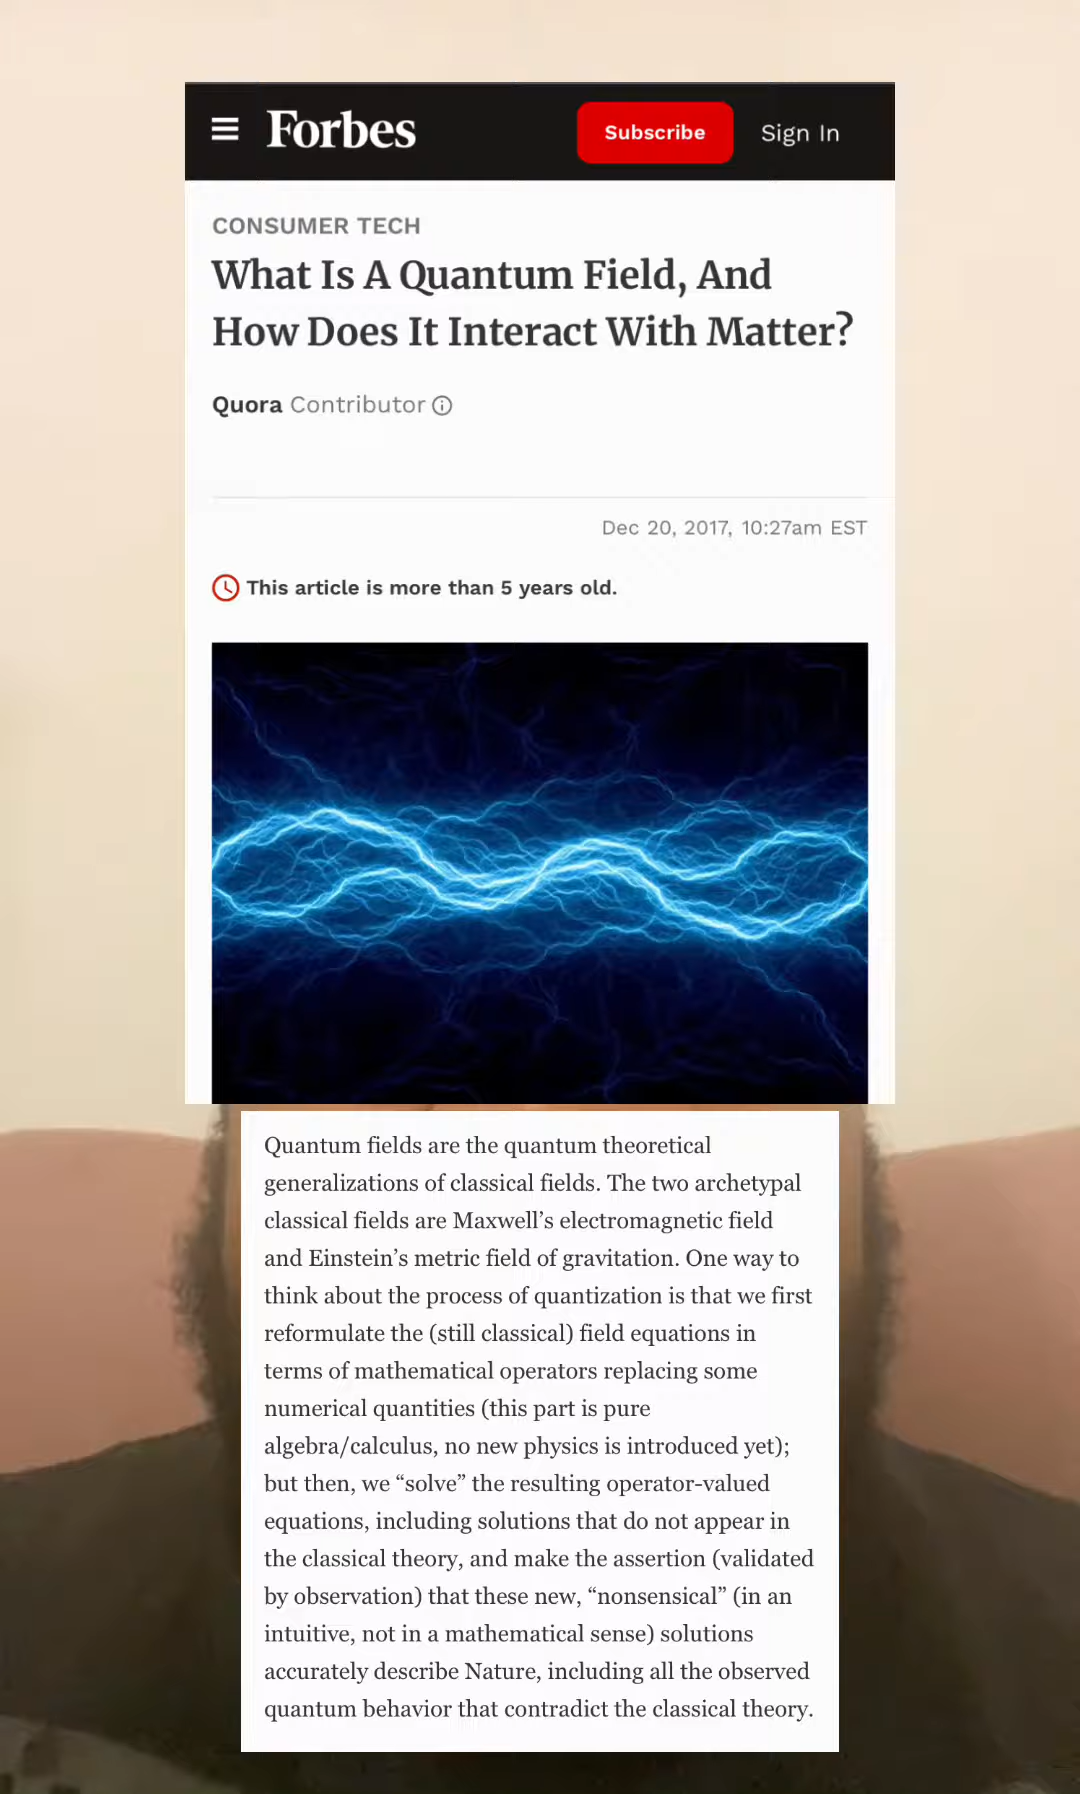 Forbes
Subscribe
Sign In
CONSUMER TECH
What Is A Quantum Field, And
How Does It Interact With Matter?
Quora Contributor
Dec 20, 2017, 10:27am EST
This article is more than 5 years old.
Quantum fields are the quantum theoretical
generalizations of classical fields. The two archetypal
classical fields are Maxwell’s electromagnetic field
and Einstein’s metric field of gravitation. One way to
think about the process of quantization is that we first
reformulate the (still classical) field equations in
terms of mathematical operators replacing some
numerical quantities (this part is pure
algebra/calculus, no new physics is introduced yet);
but then, we “solve” the resulting operator-valued
equations, including solutions that do not appear in
the classical theory, and make the assertion (validated
by observation) that these new, “nonsensical” (in an
intuitive, not in a mathematical sense) solutions
accurately describe Nature, including all the observed
quantum behavior that contradict the classical theory.